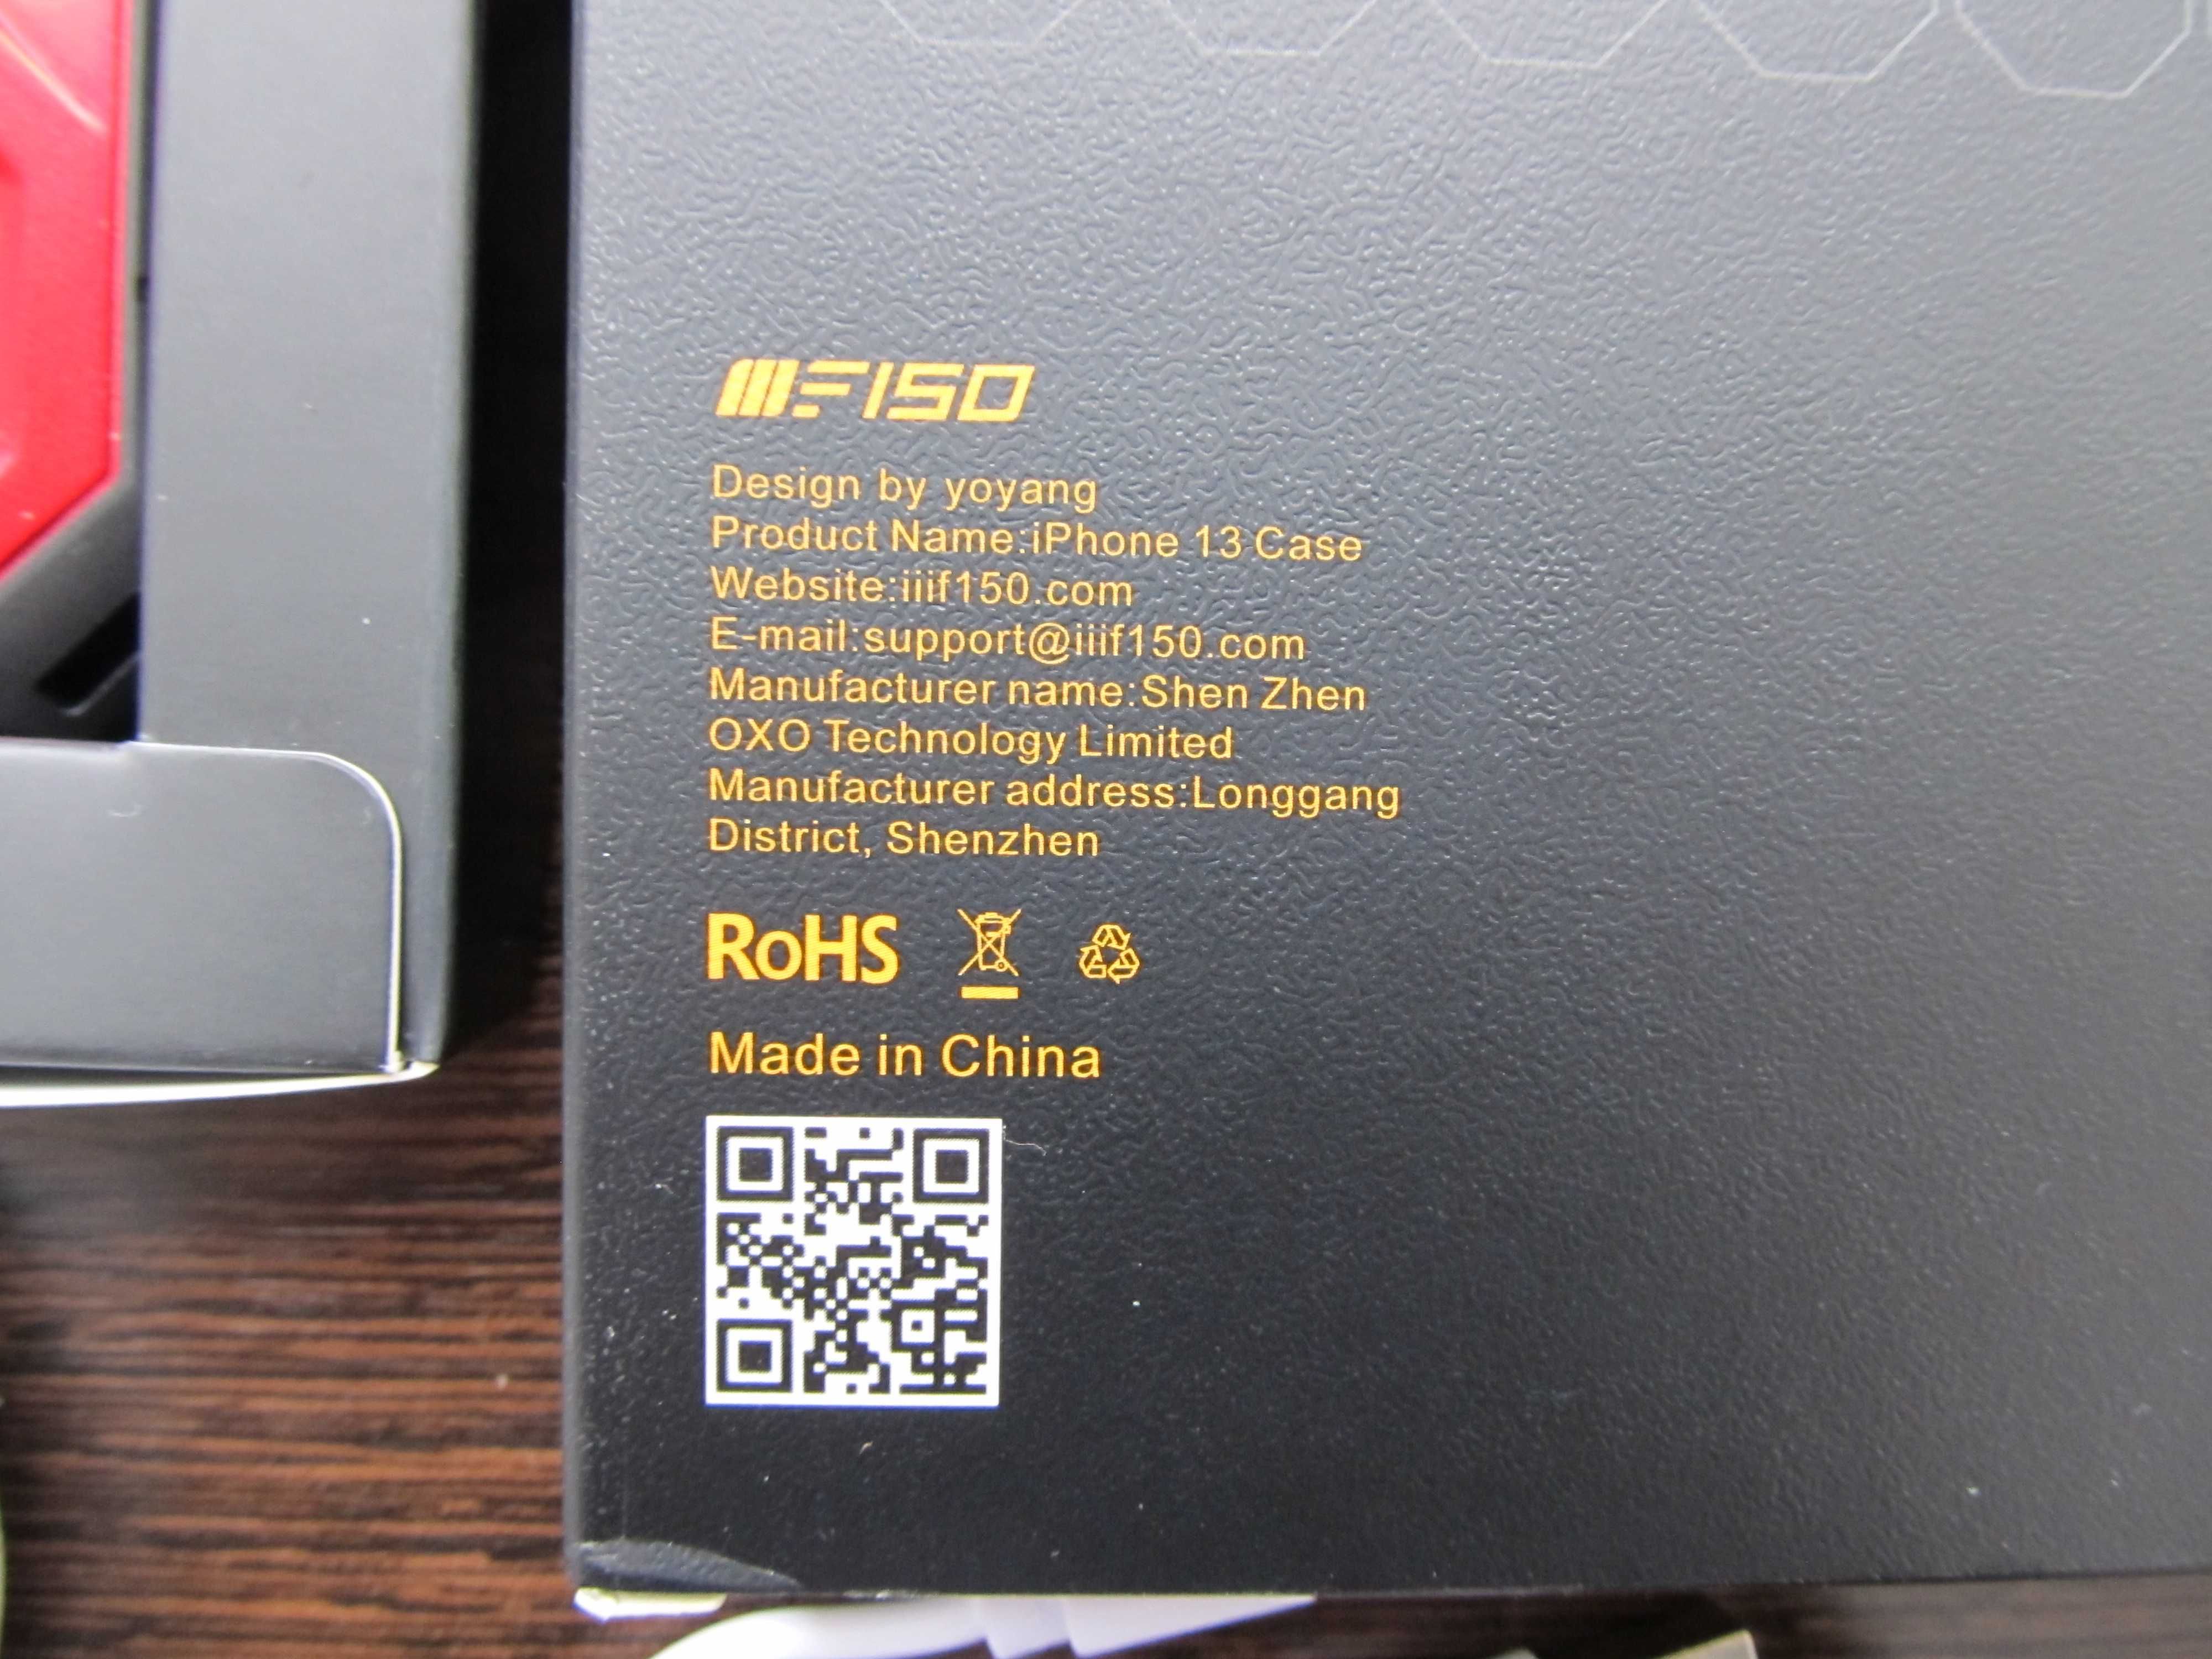 IIIF150
Design by yoyang
Product Name:iPhone 13 Case
Website:iiif150.com
E-mail:support@iiif150.com
Manufacturer name:Shen Zhen
OXO Technology Limited
Manufacturer address:Longgang
District, Shenzhen
RoHS
Made in China